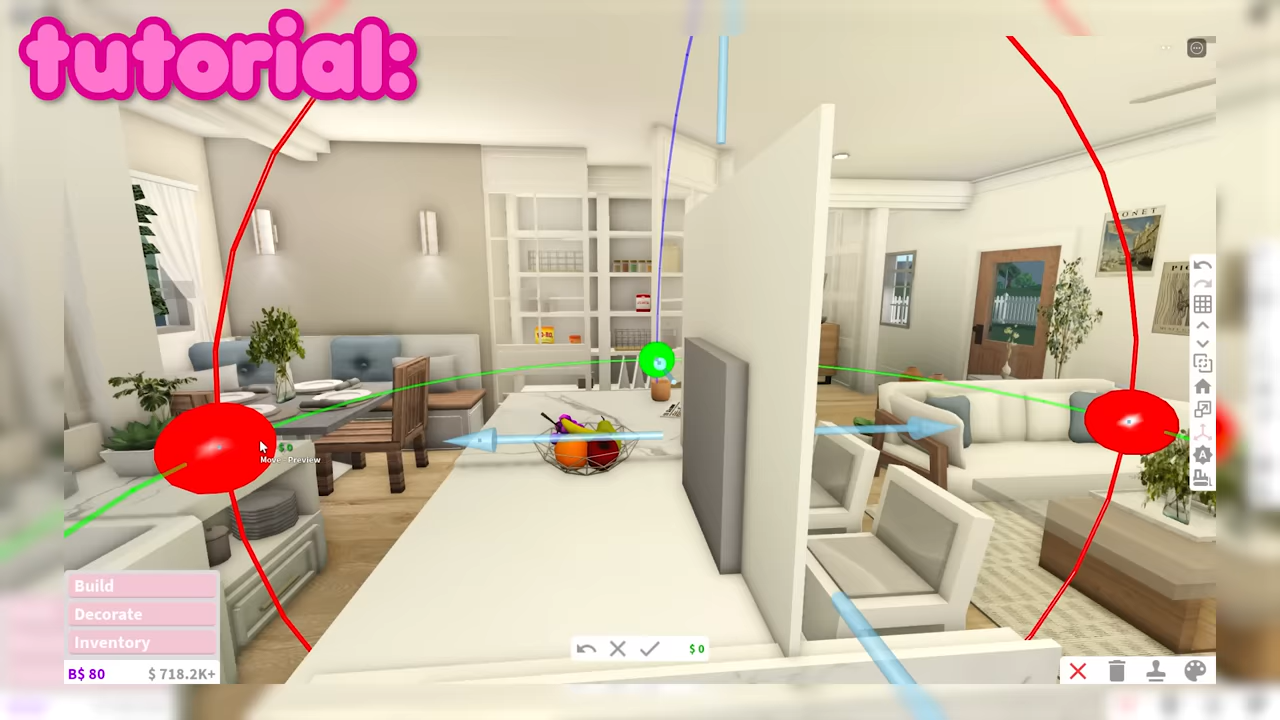 tutorial:
ONET
$ 0
Move - Preview
Build
Decorate
Inventory
B$ 80
$ 718.2K+
$ 0